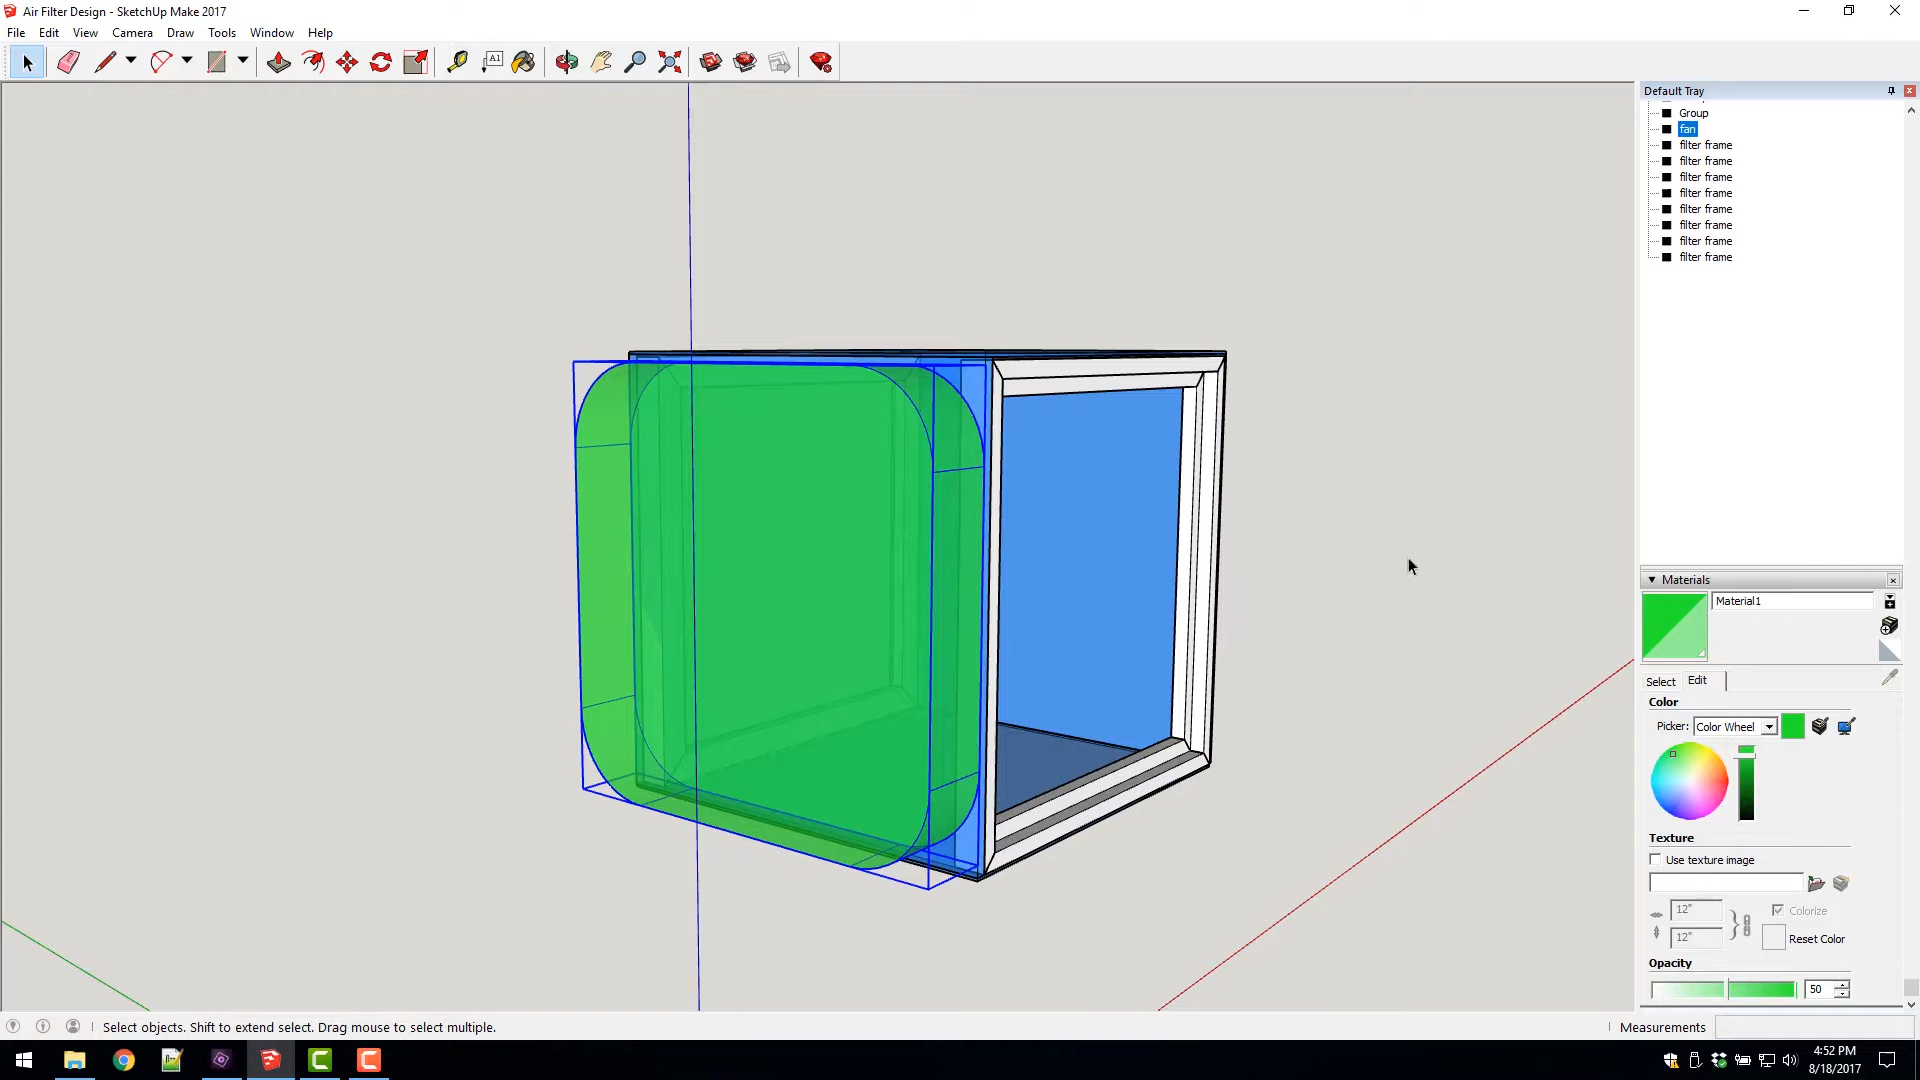 Air Filter Design - SketchUp Make 2017
File Edit View Camera Draw Tools Window Help
A1
Default Tray
Group
fan
filter frame
filter frame
filter frame
filter frame
filter frame
filter frame
filter frame
filter frame
Materials
Material1
Select Edit
Color
Picker: Color Wheel
Texture
Use texture image
12"
Colorize
12"
Reset Color
Opacity
50
Select objects. Shift to extend select. Drag mouse to select multiple.
Measurements
4:52 PM
8/18/2017